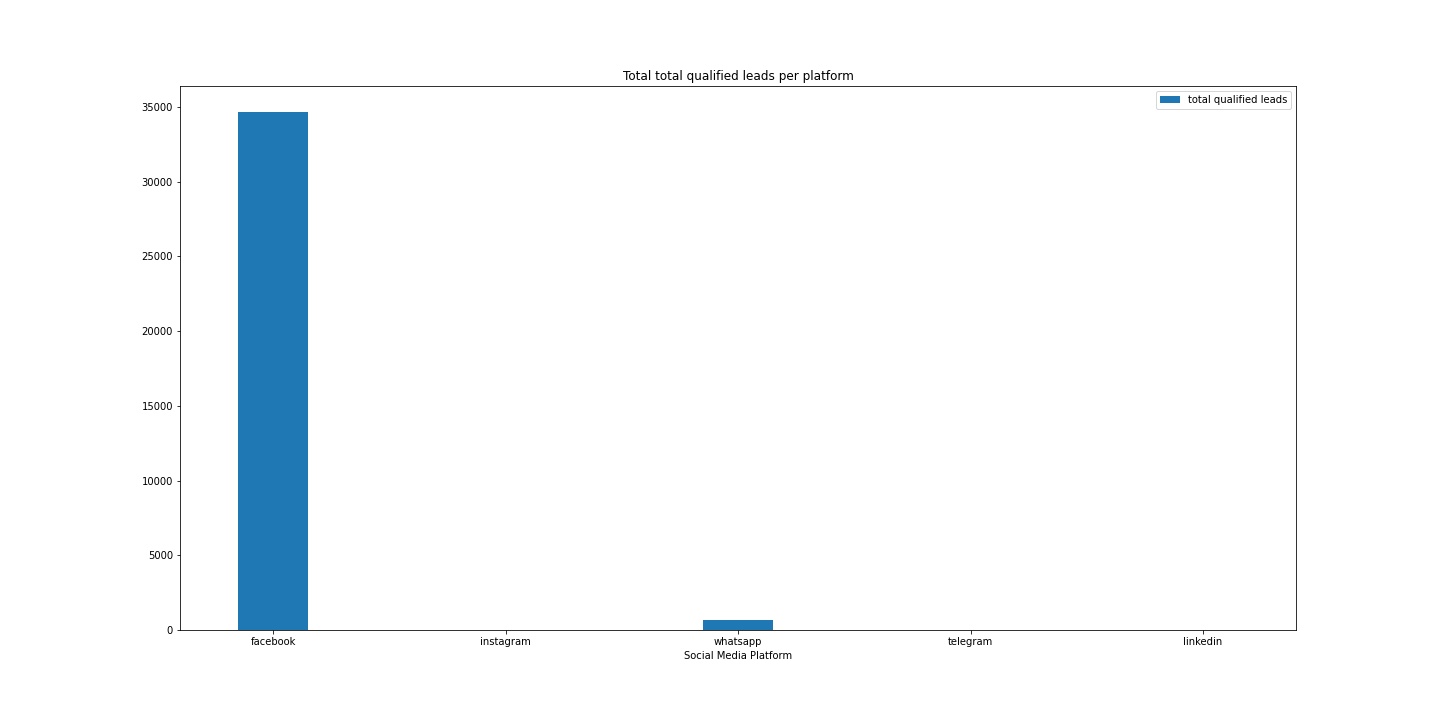 Total total qualified leads per platform
total qualified leads
35000
30000
25000
20000
15000
10000
5000
0
facebook instagram whatsapp telegram linkedin
Social Media Platform